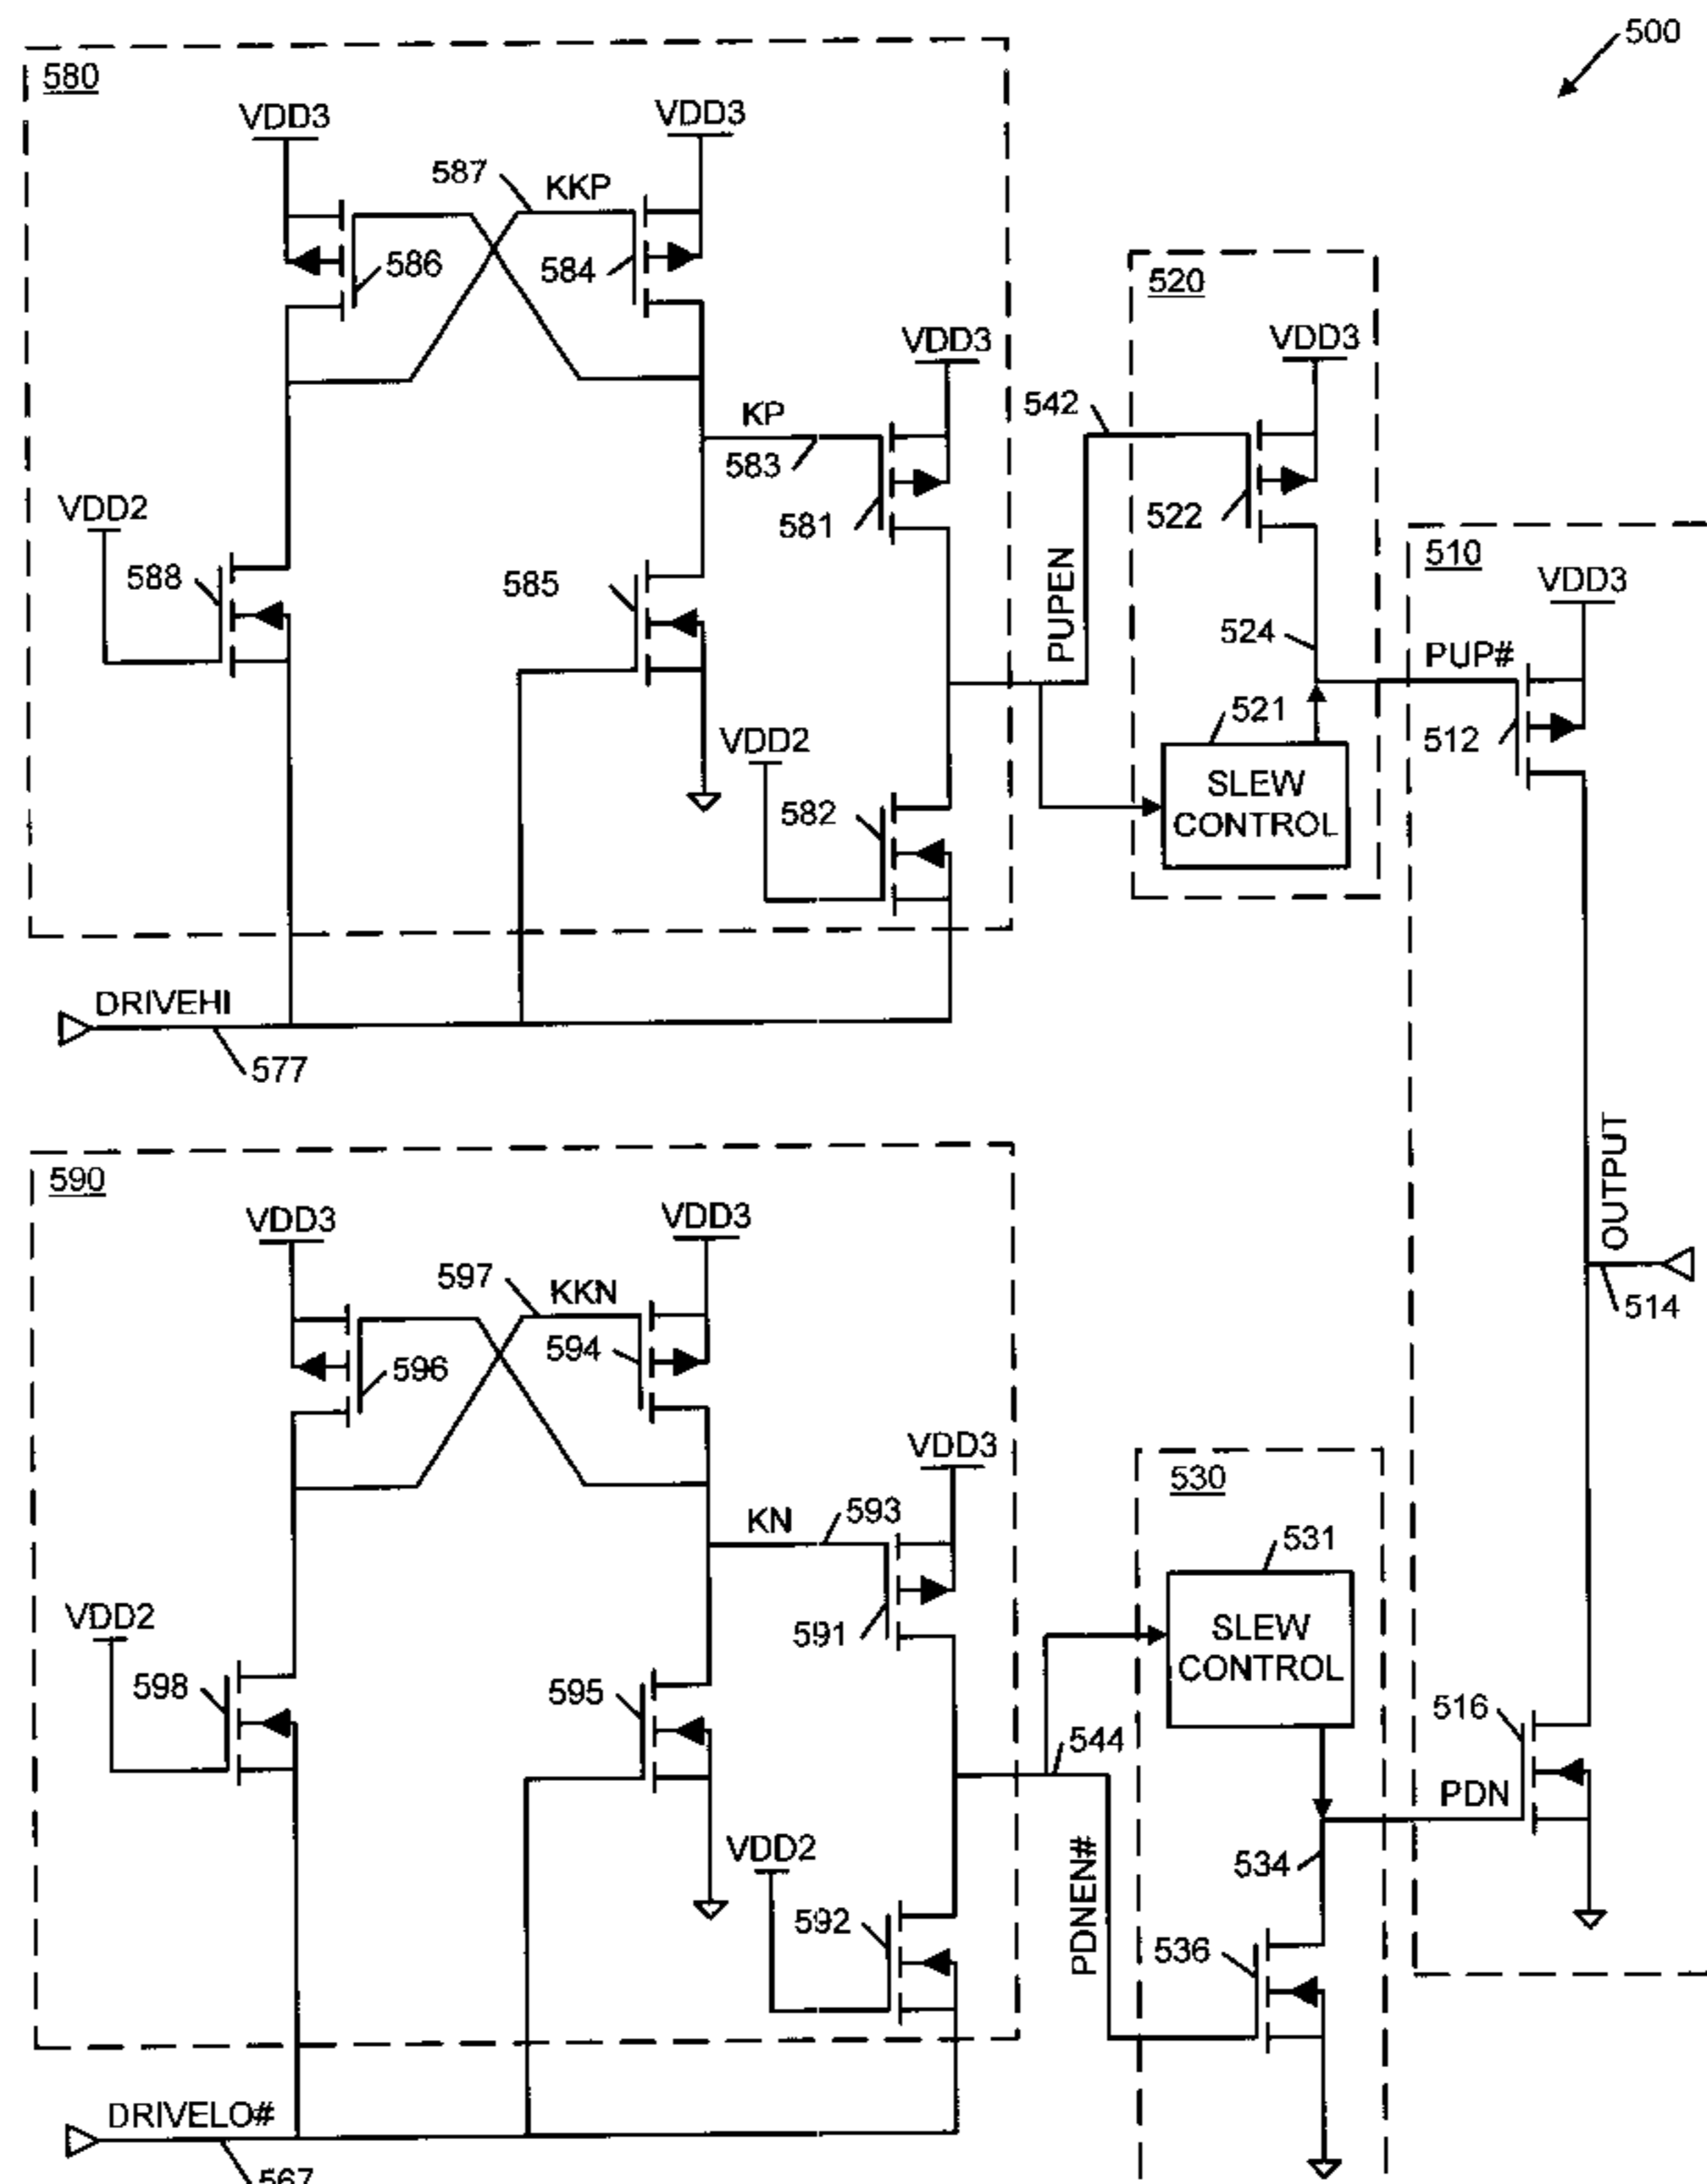 500
580
VDD3
VDD3
587
KKP
586
584
520
VDD3
VDD3
542
KP
583
581
522
VDD2
588
585
PUPEN
510
VDD3
524
PUP#
521
512
VDD2
582
SLEW
CONTROL
DRIVEHI
577
OUTPUT
514
590
VDD3
VDD3
597
KKN
596
594
VDD3
530
KN
593
531
591
SLEW
CONTROL
VDD2
598
595
516
544
PDN
VDD2
534
592
PDNEN#
536
DRIVELO#
567